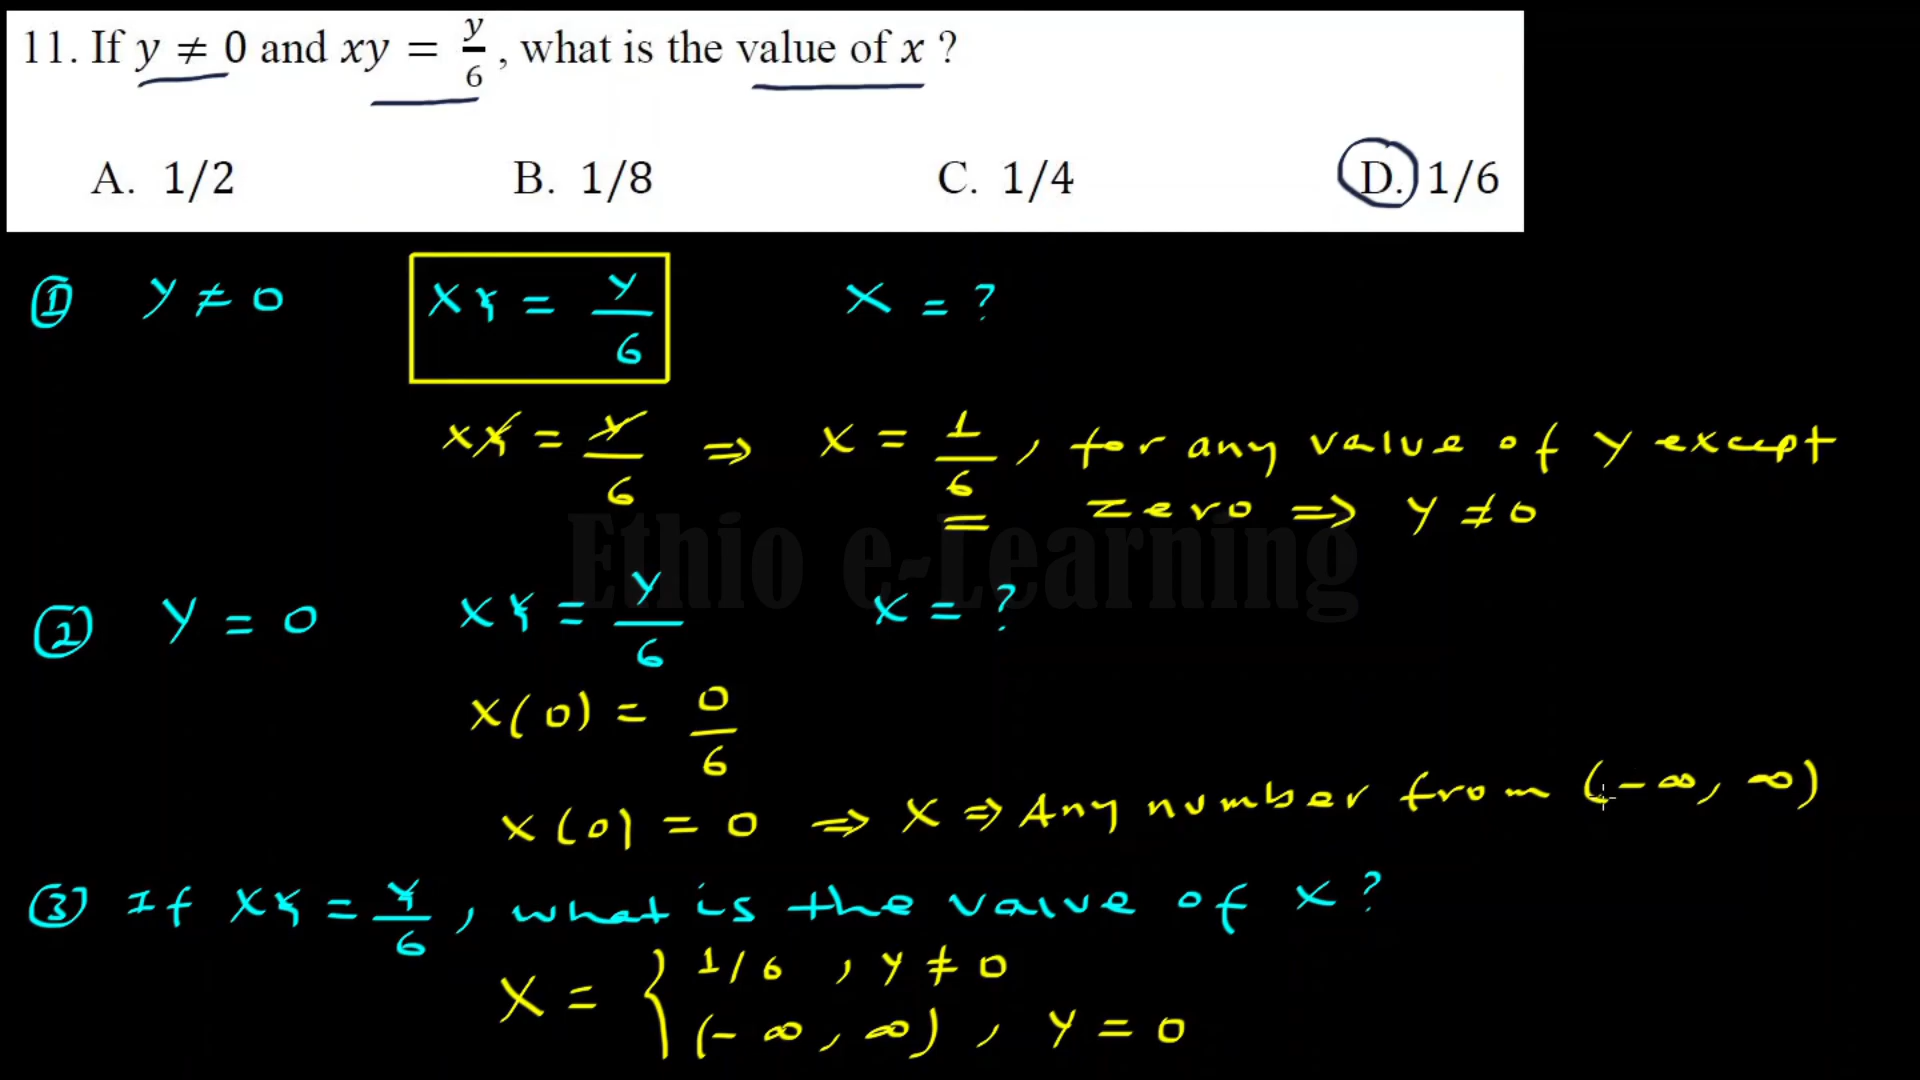 11. If y ≠ 0 and xy = y/6, what is the value of x ?
A. 1/2 B. 1/8 C. 1/4 D. 1/6
① y ≠ 0 xy = y/6 x = ?
xy = y/6 ⇒ x = 1/6, for any value of y except
zero ⇒ y ≠ 0
Ethio e-Learning
② y = 0 xy = y/6 x = ?
x(0) = 0/6
x(0) = 0 ⇒ x ⇒ Any number from (-∞, ∞)
③ If xy = y/6, what is the value of x?
x = { 1/6 , y ≠ 0
(-∞, ∞) , y = 0